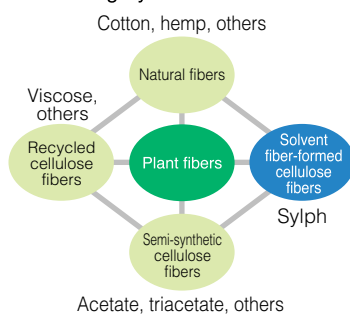 Cotton, hemp, others
Natural fibers
Viscose,
others
Recycled
cellulose
fibers
Plant fibers
Solvent
fiber-formed
cellulose
fibers
Sylph
Semi-synthetic
cellulose
fibers
Acetate, triacetate, others